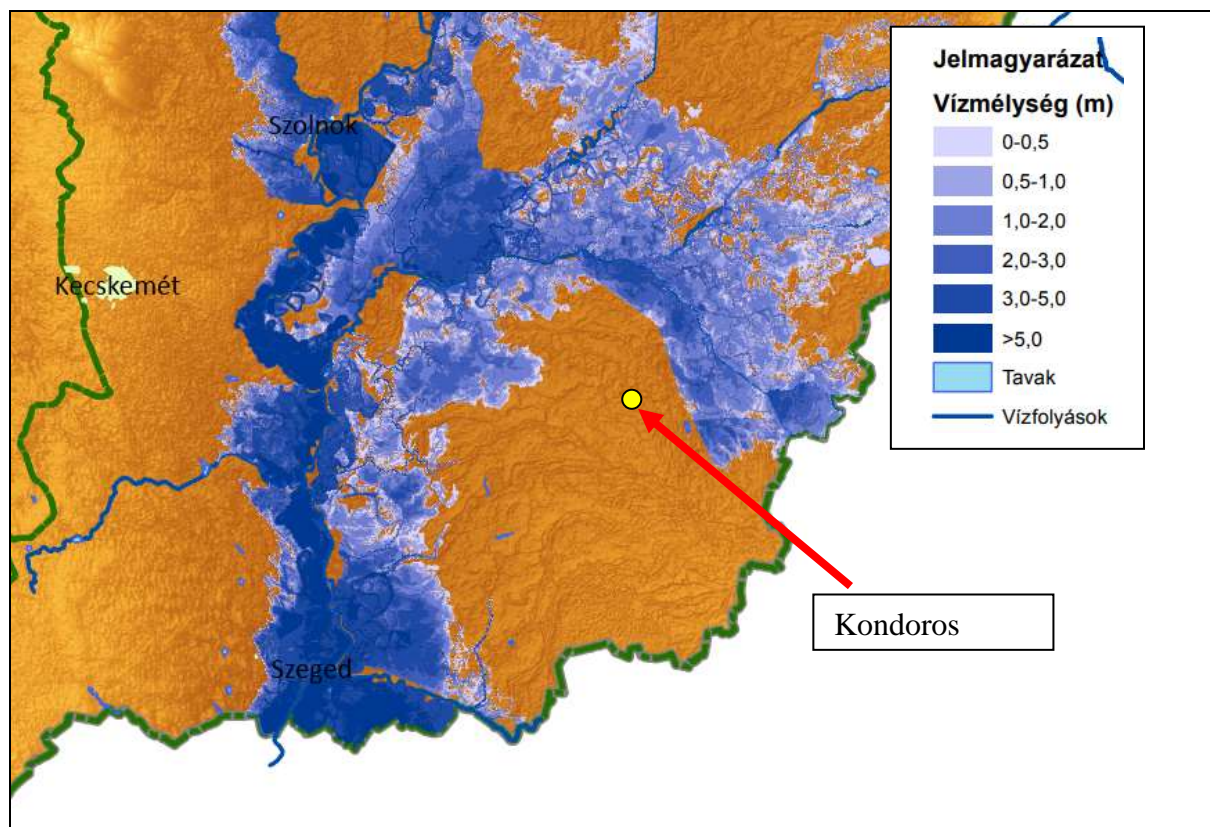 Szolnok
Kecskemét
Szeged
Kondoros
Jelmagyarázat
Vízmélység (m)
0-0,5
0,5-1,0
1,0-2,0
2,0-3,0
3,0-5,0
>5,0
Tavak
Vízfolyások